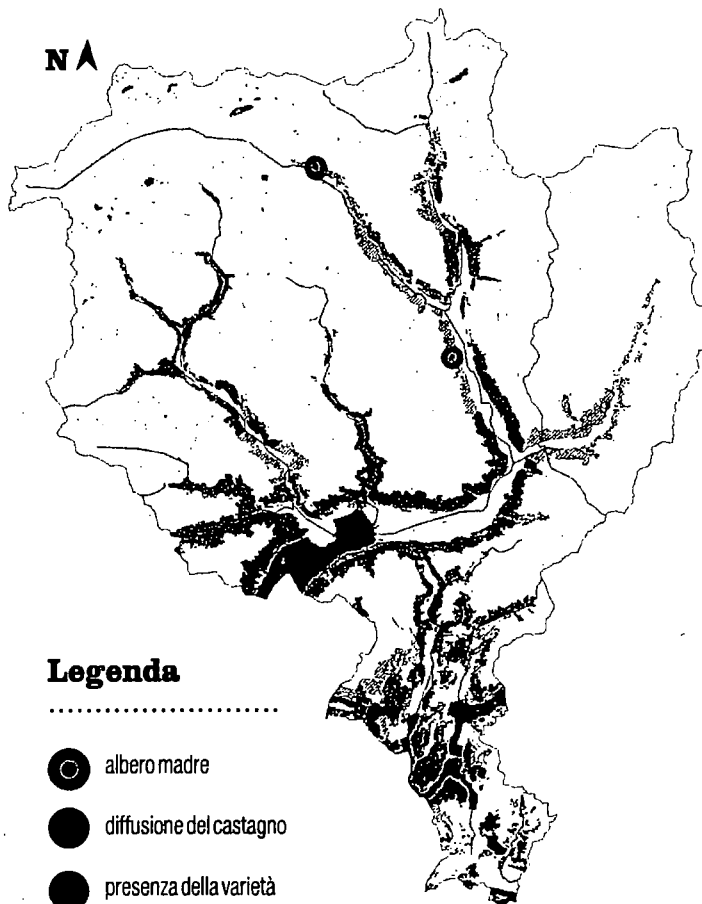 N
Legenda
albero madre
diffusione del castagno
presenza della varietà